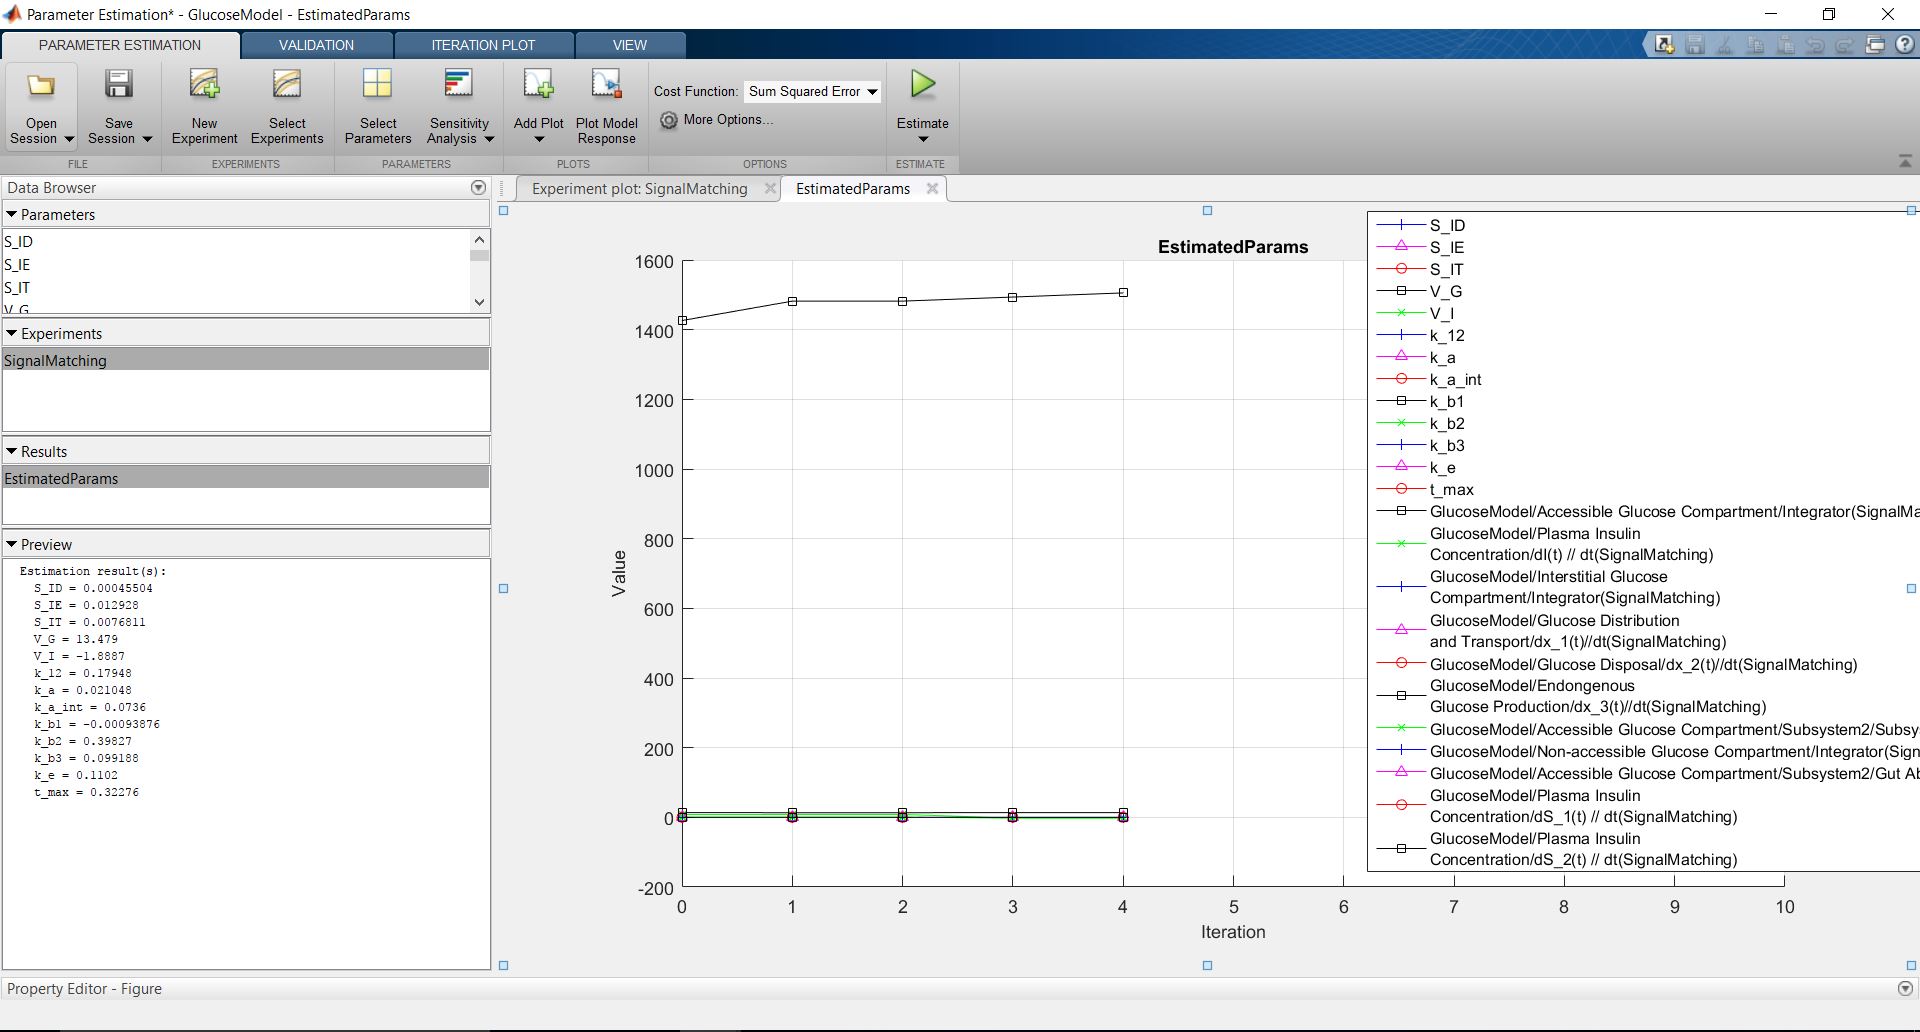 Parameter Estimation* - GlucoseModel - EstimatedParams
PARAMETER ESTIMATION
VALIDATION
ITERATION PLOT
VIEW
Open
Session
Save
Session
New
Experiment
Select
Experiments
Select
Parameters
Sensitivity
Analysis
Add Plot
Plot Model
Response
Cost Function: Sum Squared Error
More Options...
Estimate
FILE
EXPERIMENTS
PARAMETERS
PLOTS
OPTIONS
ESTIMATE
Data Browser
Parameters
S_ID
S_IE
S_IT
V_G
Experiments
SignalMatching
Results
EstimatedParams
Preview
Estimation result(s):
S_ID = 0.00045504
S_IE = 0.012928
S_IT = 0.0076811
V_G = 13.479
V_I = -1.8887
k_12 = 0.17948
k_a = 0.021048
k_a_int = 0.0736
k_b1 = -0.00093876
k_b2 = 0.39827
k_b3 = 0.099188
k_e = 0.1102
t_max = 0.32276
Experiment plot: SignalMatching
EstimatedParams
EstimatedParams
1600
1400
1200
1000
800
600
400
200
0
-200
Value
0 1 2 3 4 5 6 7 8 9 10
Iteration
S_ID
S_IE
S_IT
V_G
V_I
k_12
k_a
k_a_int
k_b1
k_b2
k_b3
k_e
t_max
GlucoseModel/Accessible Glucose Compartment/Integrator(SignalMa
GlucoseModel/Plasma Insulin
Concentration/dI(t) // dt(SignalMatching)
GlucoseModel/Interstitial Glucose
Compartment/Integrator(SignalMatching)
GlucoseModel/Glucose Distribution
and Transport/dx_1(t)//dt(SignalMatching)
GlucoseModel/Glucose Disposal/dx_2(t)//dt(SignalMatching)
GlucoseModel/Endongenous
Glucose Production/dx_3(t)//dt(SignalMatching)
GlucoseModel/Accessible Glucose Compartment/Subsystem2/Subsy
GlucoseModel/Non-accessible Glucose Compartment/Integrator(Sign
GlucoseModel/Accessible Glucose Compartment/Subsystem2/Gut Ab
GlucoseModel/Plasma Insulin
Concentration/dS_1(t) // dt(SignalMatching)
GlucoseModel/Plasma Insulin
Concentration/dS_2(t) // dt(SignalMatching)
Property Editor - Figure